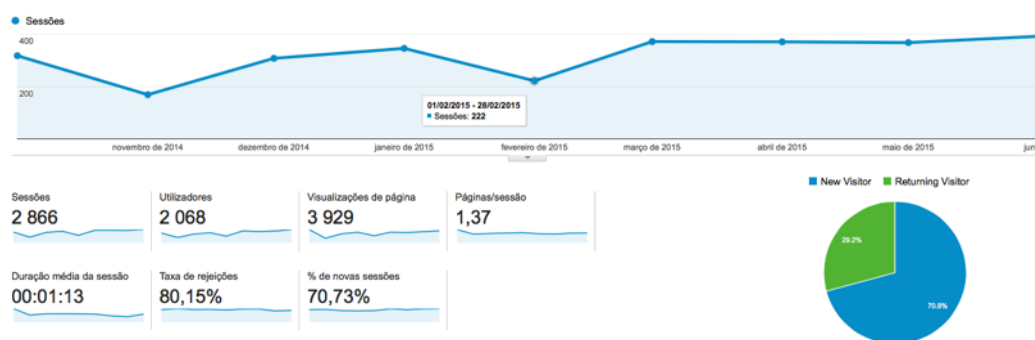 Sessões
400
200
01/02/2015 - 28/02/2015
Sessões: 222
novembro de 2014
dezembro de 2014
janeiro de 2015
fevereiro de 2015
março de 2015
abril de 2015
maio de 2015
jun
New Visitor
Returning Visitor
Sessões
2 866
Utilizadores
2 068
Visualizações de página
3 929
Páginas/sessão
1,37
Duração média da sessão
00:01:13
Taxa de rejeições
80,15%
% de novas sessões
70,73%
29.2%
70.8%